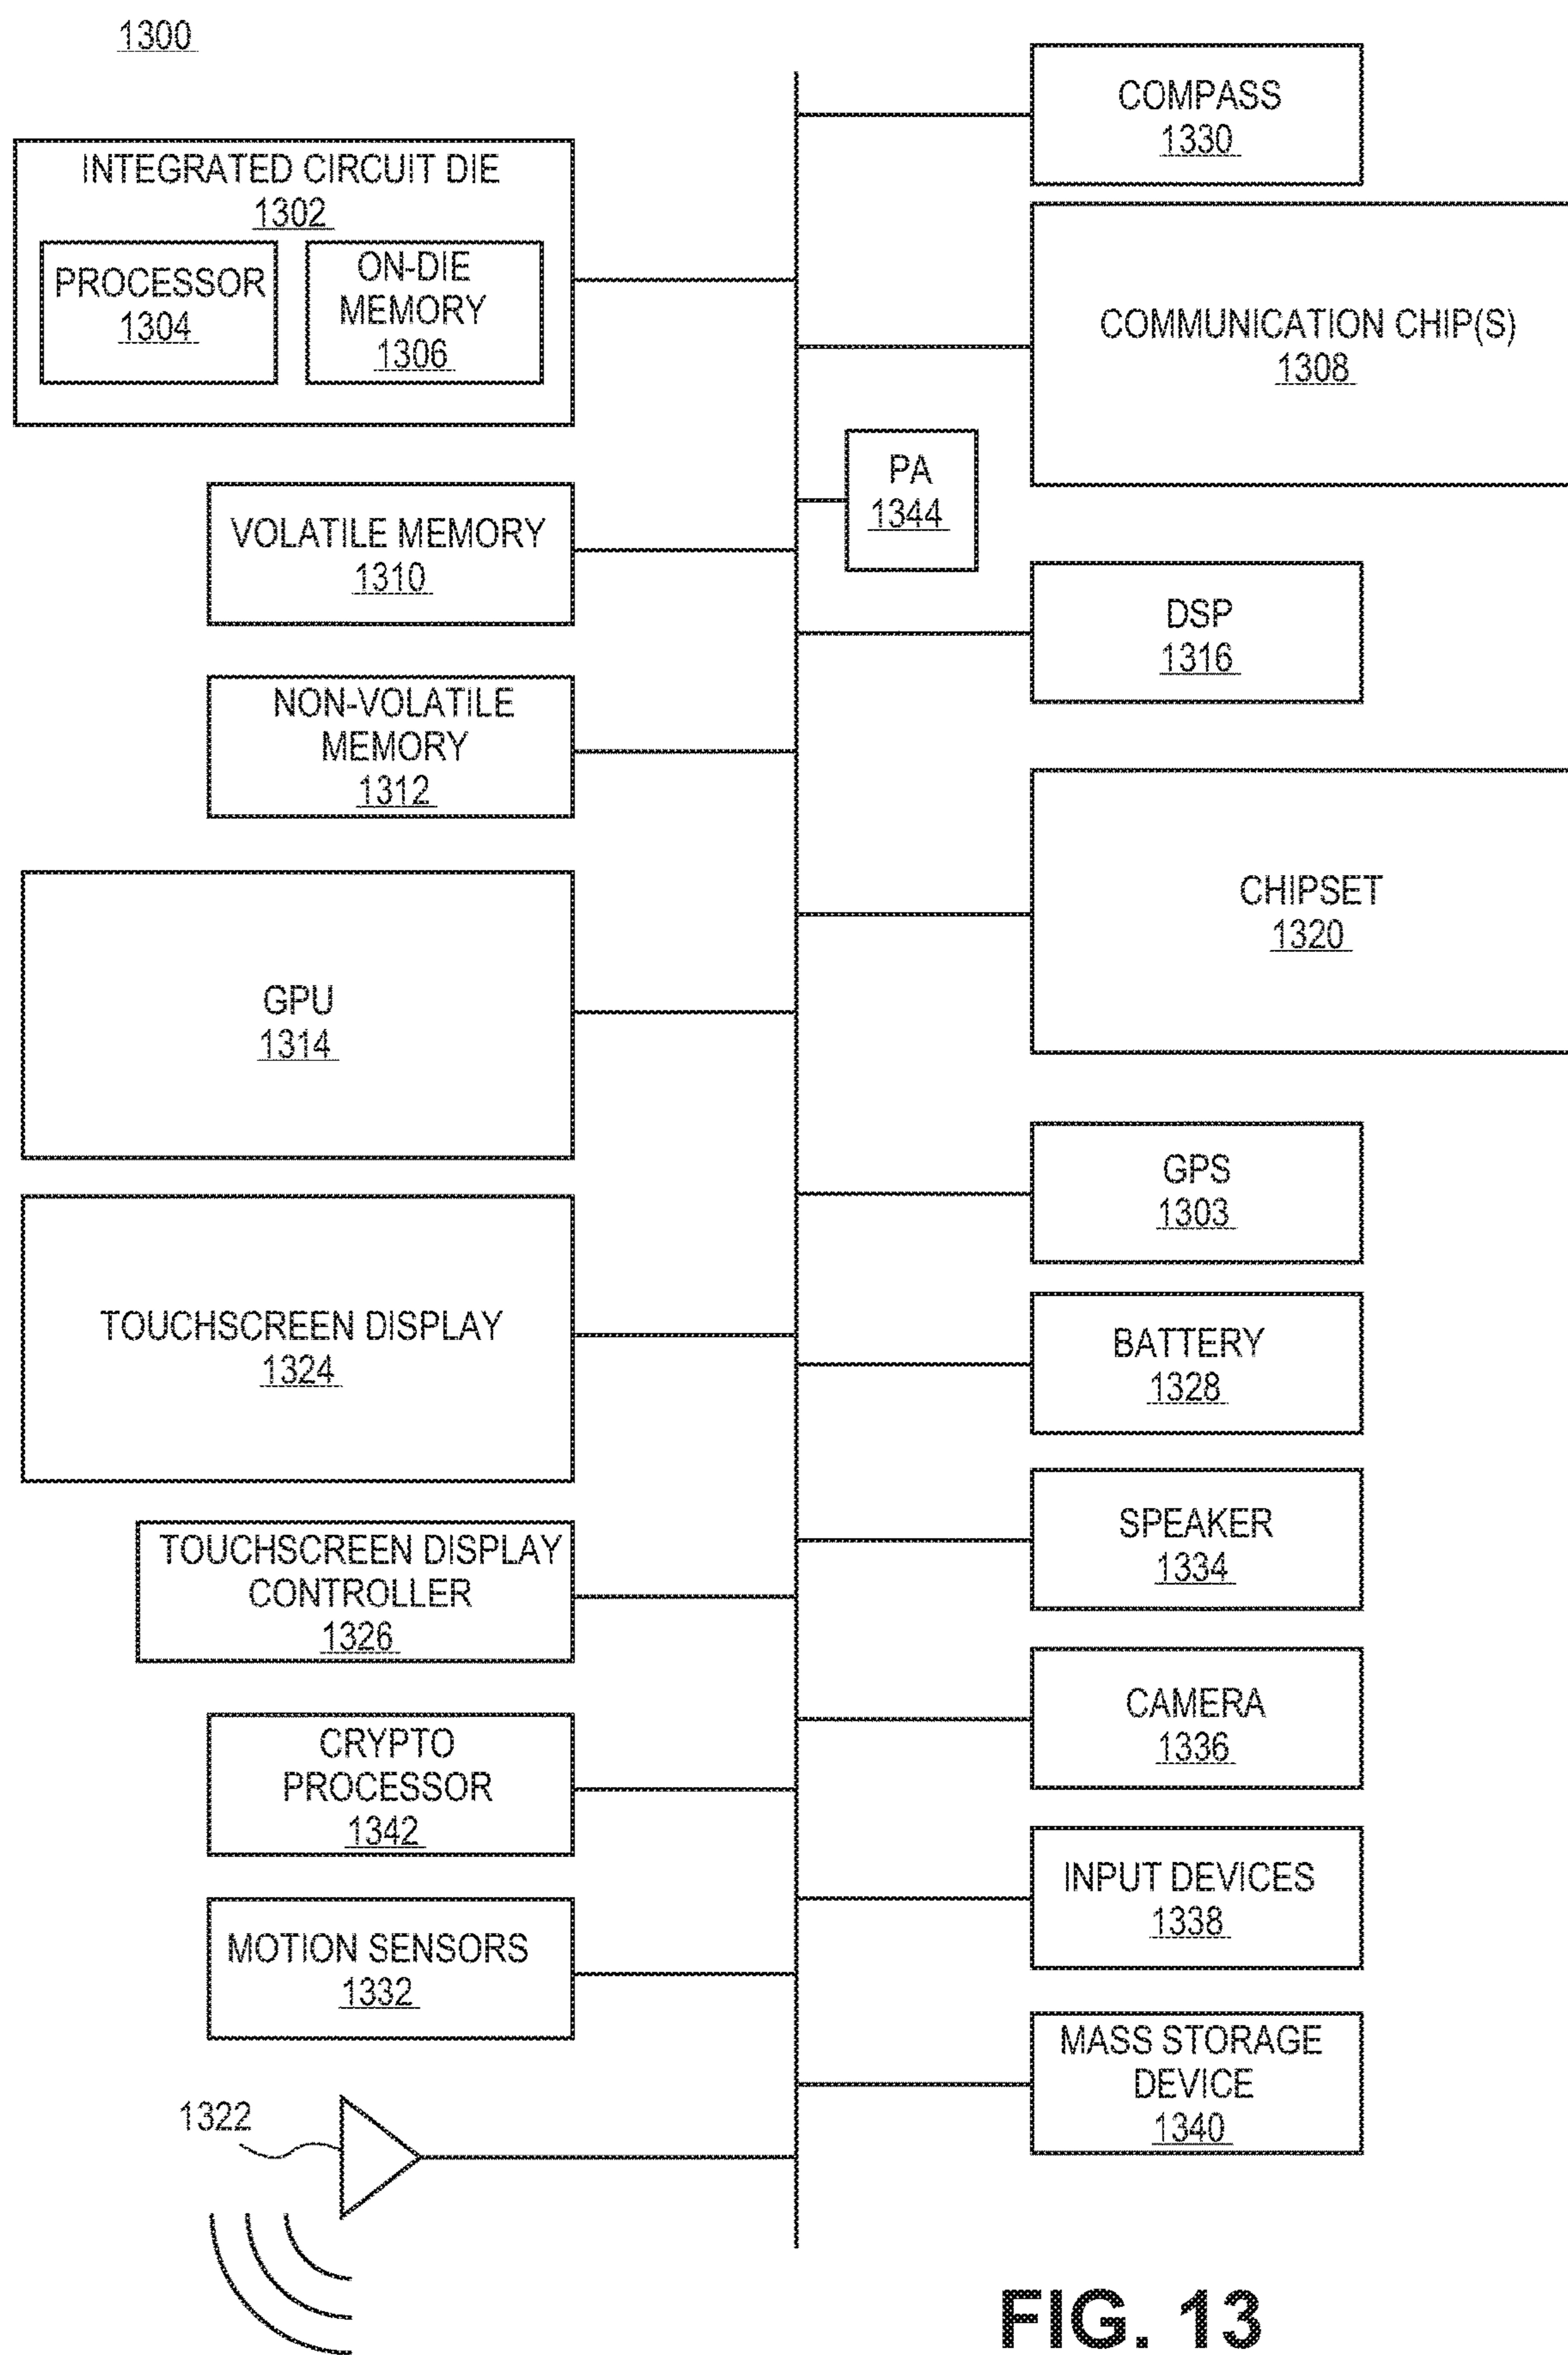 1300
INTEGRATED CIRCUIT DIE
1302
PROCESSOR
1304
ON-DIE
MEMORY
1306
VOLATILE MEMORY
1310
NON-VOLATILE
MEMORY
1312
GPU
1314
TOUCHSCREEN DISPLAY
1324
TOUCHSCREEN DISPLAY
CONTROLLER
1326
CRYPTO
PROCESSOR
1342
MOTION SENSORS
1332
1322
COMPASS
1330
COMMUNICATION CHIP(S)
1308
PA
1344
DSP
1316
CHIPSET
1320
GPS
1303
BATTERY
1328
SPEAKER
1334
CAMERA
1336
INPUT DEVICES
1338
MASS STORAGE
DEVICE
1340
FIG. 13